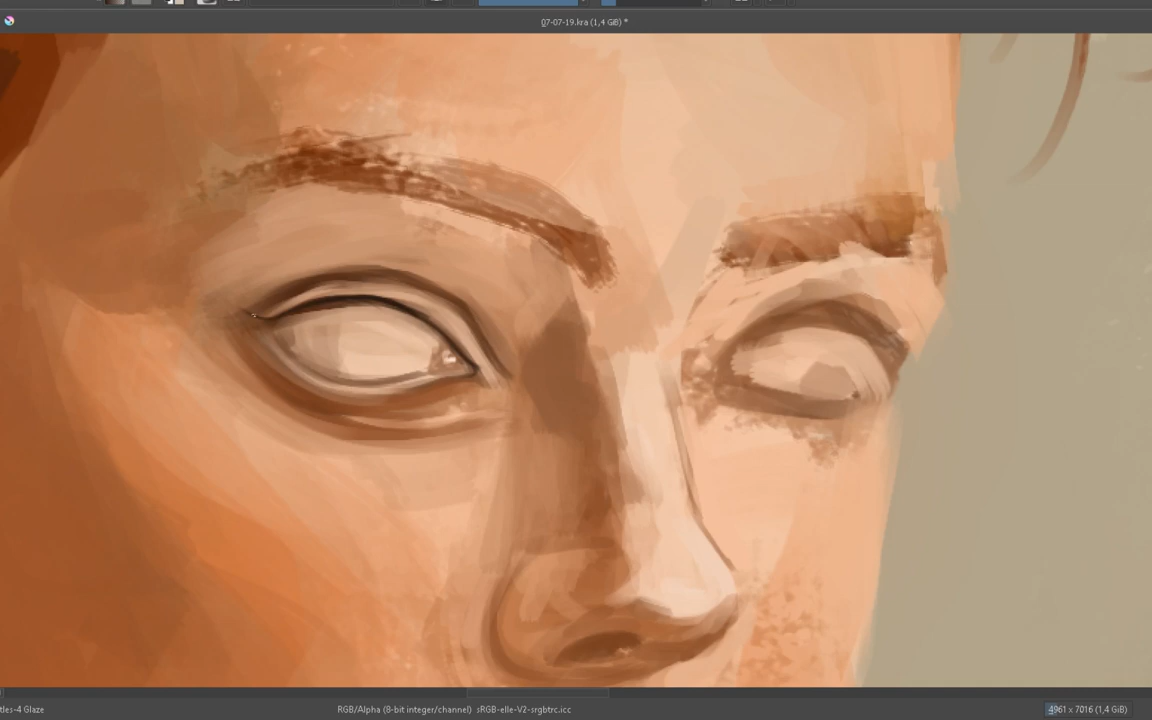 07-07-19.kra (1,4 GiB) *
tles-4 Glaze
RGB/Alpha (8-bit integer/channel) sRGB-elle-V2-srgbtrc.icc
4961 x 7016 (1,4 GiB)